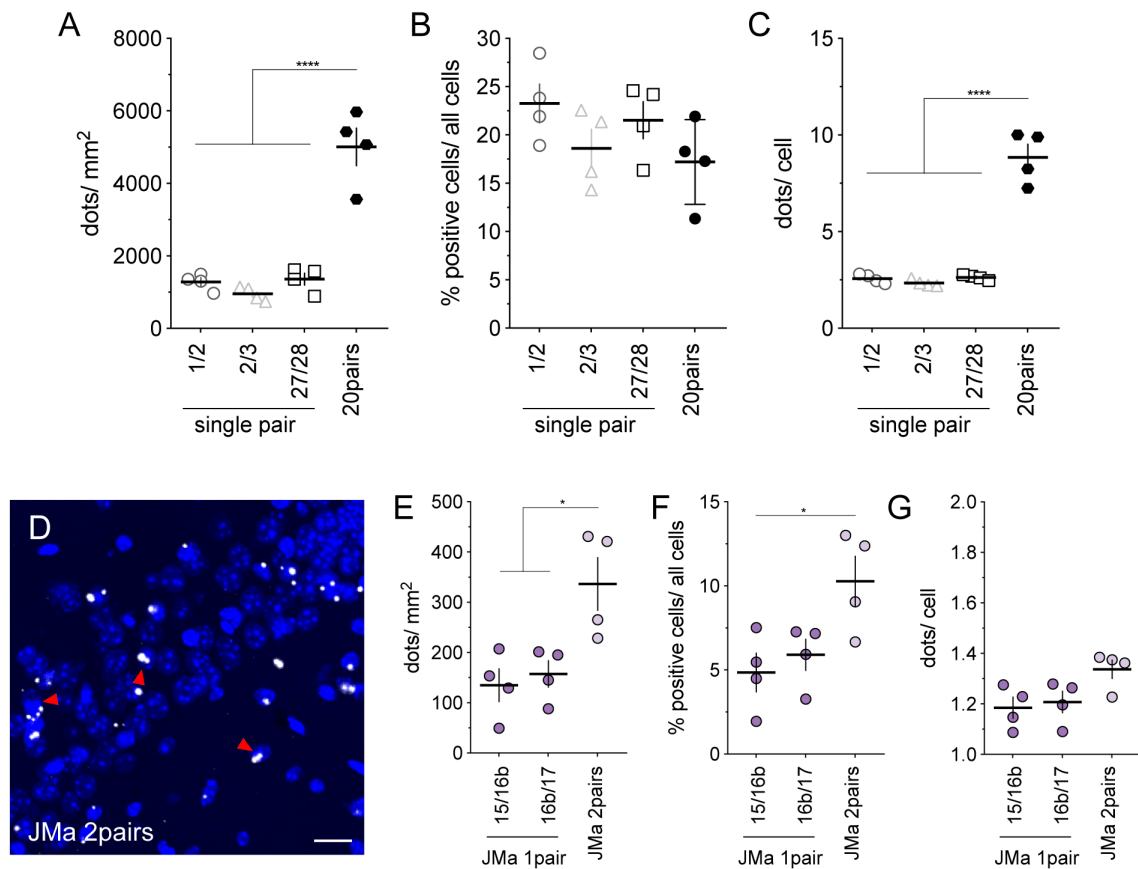 A
dots/ mm2
8000
6000
4000
2000
0
****
1/2
2/3
27/28
20pairs
single pair
B
% positive cells/ all cells
30
25
20
15
10
5
0
1/2
2/3
27/28
20pairs
single pair
C
dots/ cell
15
10
5
0
****
1/2
2/3
27/28
20pairs
single pair
D
JMa 2pairs
E
dots/ mm2
500
400
300
200
100
0
*
15/16b
16b/17
JMa 2pairs
JMa 1pair
F
% positive cells/ all cells
15
10
5
0
*
15/16b
16b/17
JMa 2pairs
JMa 1pair
G
dots/ cell
2.0
1.8
1.6
1.4
1.2
1.0
15/16b
16b/17
JMa 2pairs
JMa 1pair